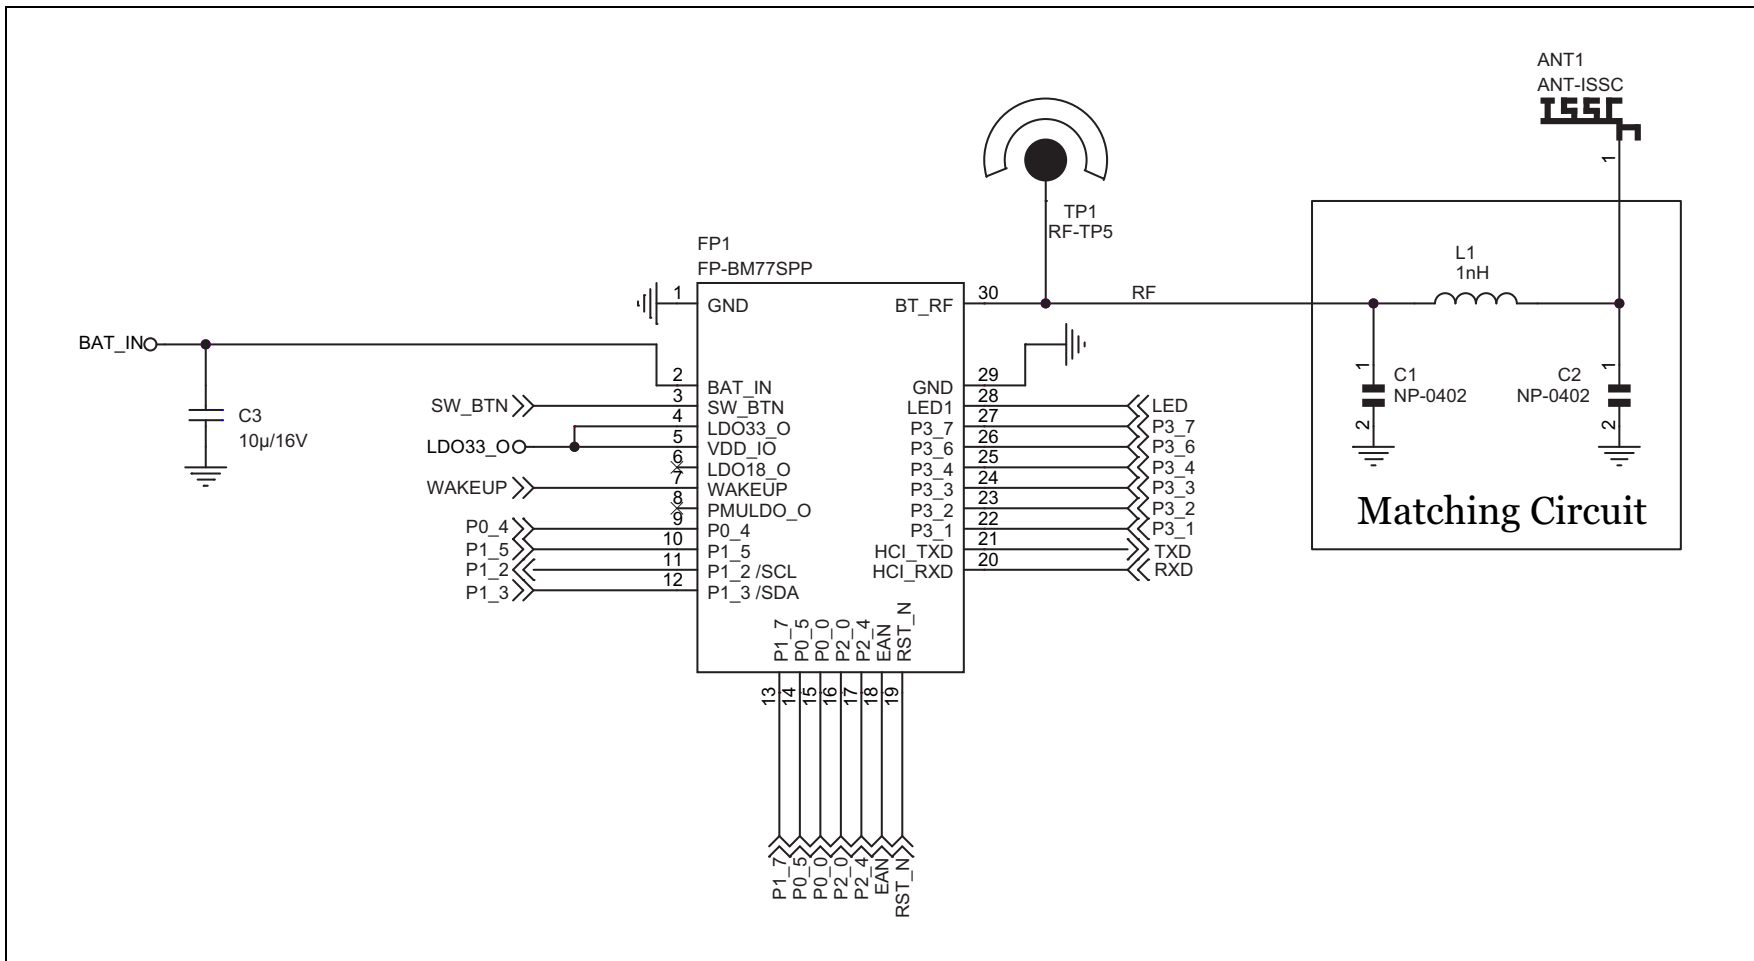 ANT1
ANT-ISSC
ISSC
1
TP1
RF-TP5
FP1
FP-BM77SPP
L1
1nH
1
GND
BT_RF
30
RF
BAT_IN
2
BAT_IN
GND
29
SW_BTN
3
SW_BTN
LED1
28
LED
4
LDO33_O
P3_7
27
P3_7
LDO33_O
5
VDD_IO
P3_6
26
P3_6
6
LDO18_O
P3_4
25
P3_4
WAKEUP
7
WAKEUP
P3_3
24
P3_3
8
PMULDO_O
P3_2
23
P3_2
P0_4
9
P0_4
P3_1
22
P3_1
P1_5
10
P1_5
HCI_TXD
21
TXD
P1_2
11
P1_2 /SCL
HCI_RXD
20
RXD
P1_3
12
P1_3 /SDA
C3
10µ/16V
1
C1
NP-0402
2
1
C2
NP-0402
2
Matching Circuit
P1_7
P0_5
P0_0
P2_0
P2_4
EAN
RST_N
13
14
15
16
17
18
19
P1_7
P0_5
P0_0
P2_0
P2_4
EAN
RST_N